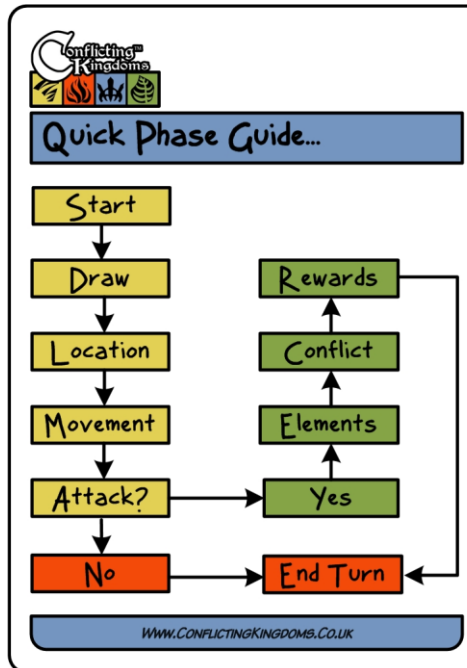 Conflicting™
Kingdoms
Quick Phase Guide...
Start
Draw
Location
Movement
Attack?
No
Rewards
Conflict
Elements
Yes
End Turn
www.ConflictingKingdoms.Co.uk